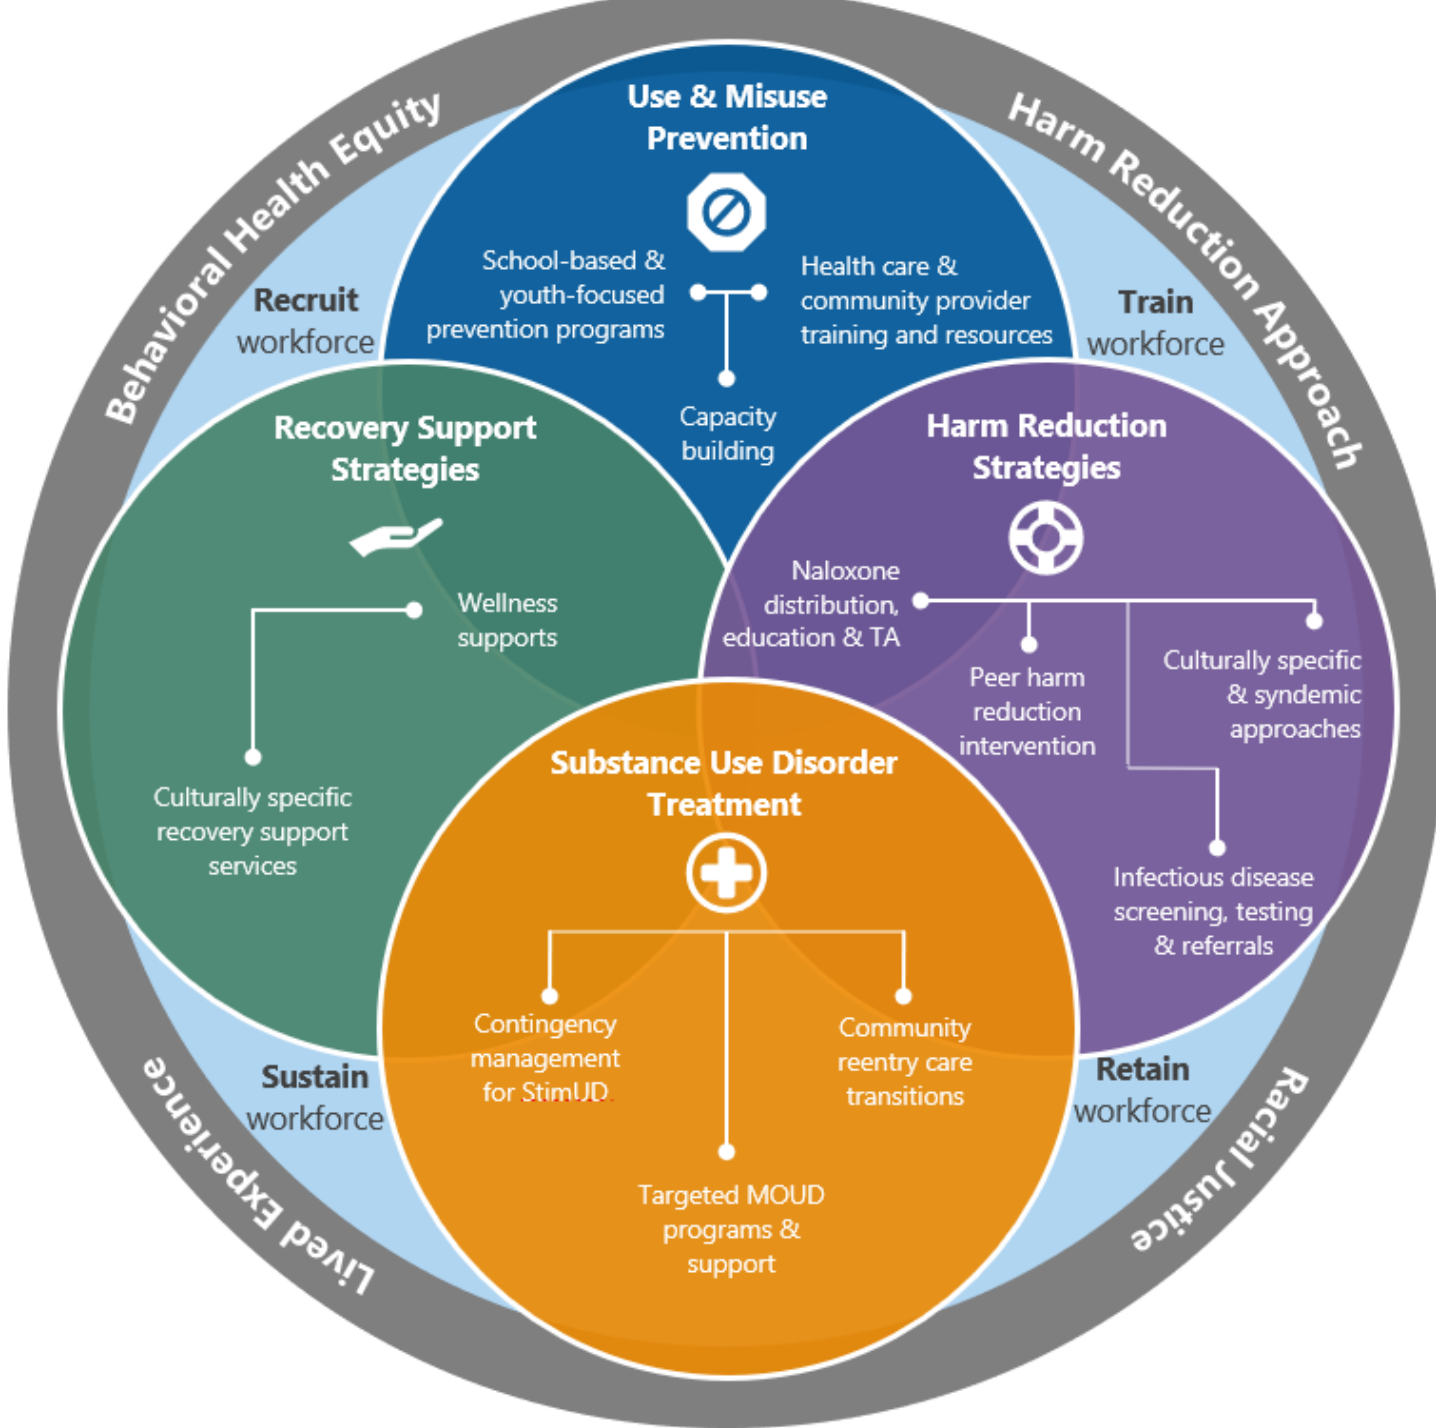 Behavioral Health Equity
Harm Reduction Approach
Use & Misuse
Prevention
School-based &
youth-focused
prevention programs
Health care &
community provider
training and resources
Capacity
building
Recruit
workforce
Train
workforce
Recovery Support
Strategies
Wellness
supports
Culturally specific
recovery support
services
Harm Reduction
Strategies
Naloxone
distribution,
education & TA
Peer harm
reduction
intervention
Culturally specific
& syndemic
approaches
Infectious disease
screening, testing
& referrals
Substance Use Disorder
Treatment
Contingency
management
for StimUD
Community
reentry care
transitions
Targeted MOUD
programs &
support
Sustain
workforce
Retain
workforce
Lived Experience
Racial Justice